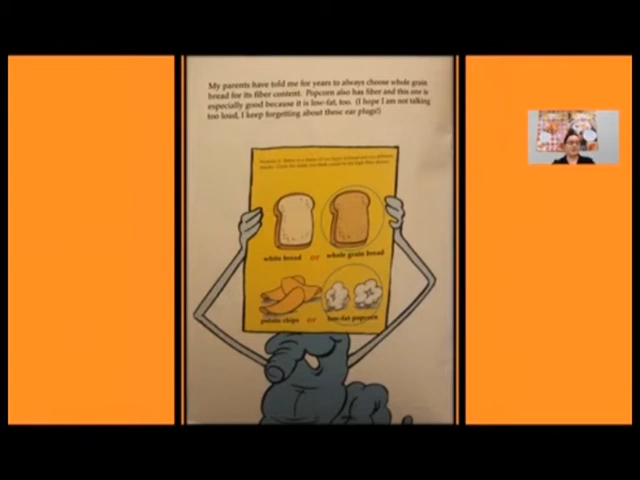 My parents have told me for years to always choose whole grain
bread for its fiber content. Popcorn also has fiber and this one is
especially good because it is low-fat, too. (I hope I am not talking
too loud, I keep forgetting about these ear plugs!)
white bread or whole grain bread
potato chips or low-fat popcorn